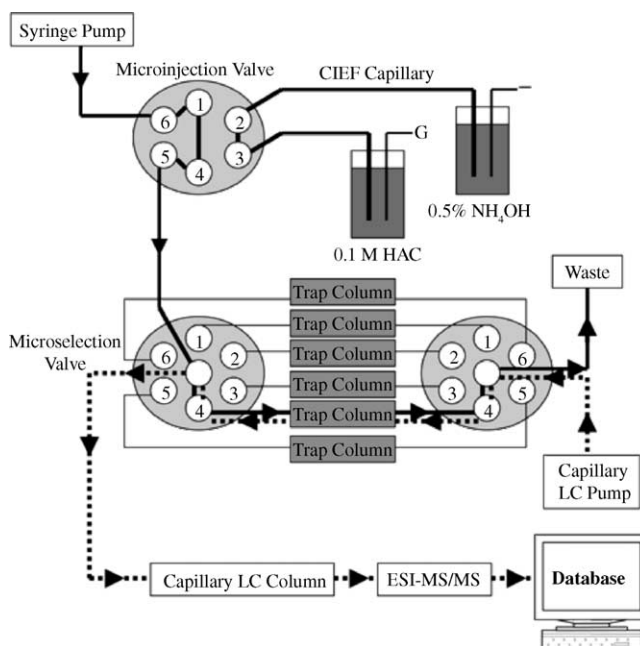 Syringe Pump
Microinjection Valve
CIEF Capillary
1
6
2
5
3
4
G
−
0.5% NH₄OH
0.1 M HAC
Waste
Trap Column
Trap Column
Trap Column
Trap Column
Trap Column
Trap Column
Microselection
Valve
1
6
2
5
3
4
1
2
6
3
5
4
Capillary
LC Pump
Capillary LC Column
ESI-MS/MS
Database